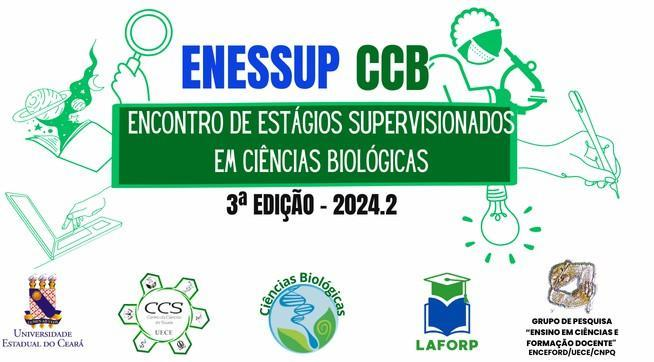 ENESSUP CCB
ENCONTRO DE ESTÁGIOS SUPERVISIONADOS
EM CIÊNCIAS BIOLÓGICAS
3ª EDIÇÃO - 2024.2
UNIVERSIDADE
ESTADUAL DO CEARÁ
CCS
Centro de Ciências
da Saúde
UECE
Ciências Biológicas
LAFORP
GRUPO DE PESQUISA
“ENSINO EM CIÊNCIAS E
FORMAÇÃO DOCENTE"
ENECEFORD/UECE/CNPQ